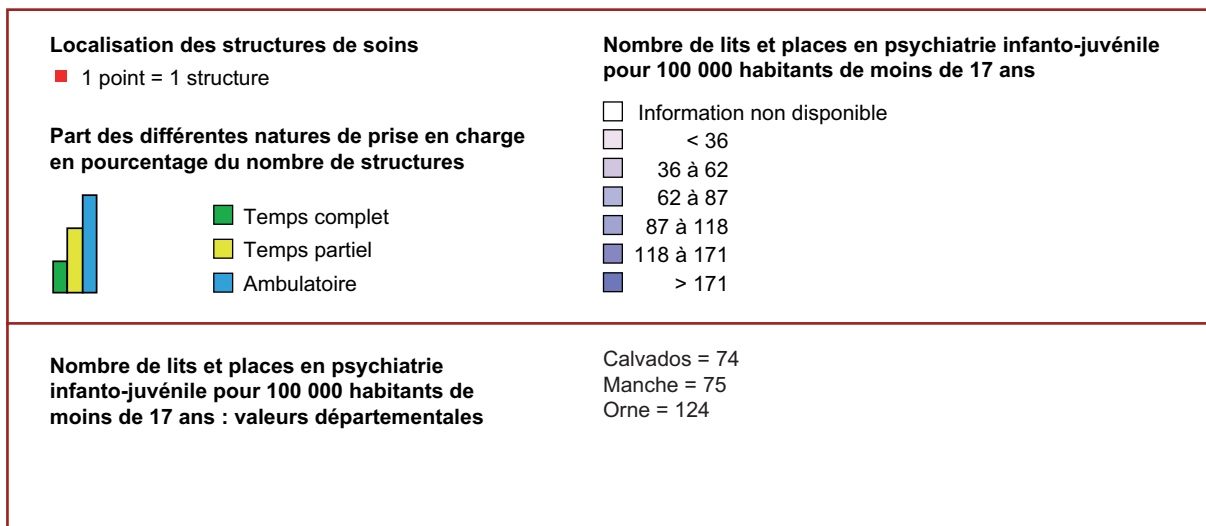 Localisation des structures de soins
1 point = 1 structure
Part des différentes natures de prise en charge
en pourcentage du nombre de structures
Temps complet
Temps partiel
Ambulatoire
Nombre de lits et places en psychiatrie infanto-juvénile
pour 100 000 habitants de moins de 17 ans
Information non disponible
< 36
36 à 62
62 à 87
87 à 118
118 à 171
> 171
Nombre de lits et places en psychiatrie
infanto-juvénile pour 100 000 habitants de
moins de 17 ans : valeurs départementales
Calvados = 74
Manche = 75
Orne = 124